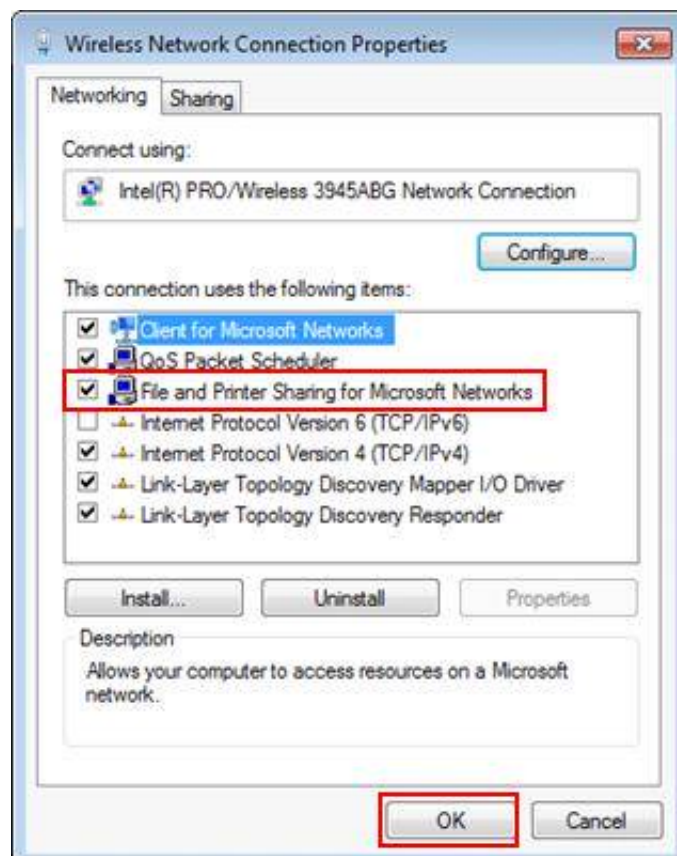 Wireless Network Connection Properties
Networking
Sharing
Connect using:
Intel(R) PRO/Wireless 3945ABG Network Connection
Configure...
This connection uses the following items:
Client for Microsoft Networks
QoS Packet Scheduler
File and Printer Sharing for Microsoft Networks
Internet Protocol Version 6 (TCP/IPv6)
Internet Protocol Version 4 (TCP/IPv4)
Link-Layer Topology Discovery Mapper I/O Driver
Link-Layer Topology Discovery Responder
Install...
Uninstall
Properties
Description
Allows your computer to access resources on a Microsoft
network.
OK
Cancel